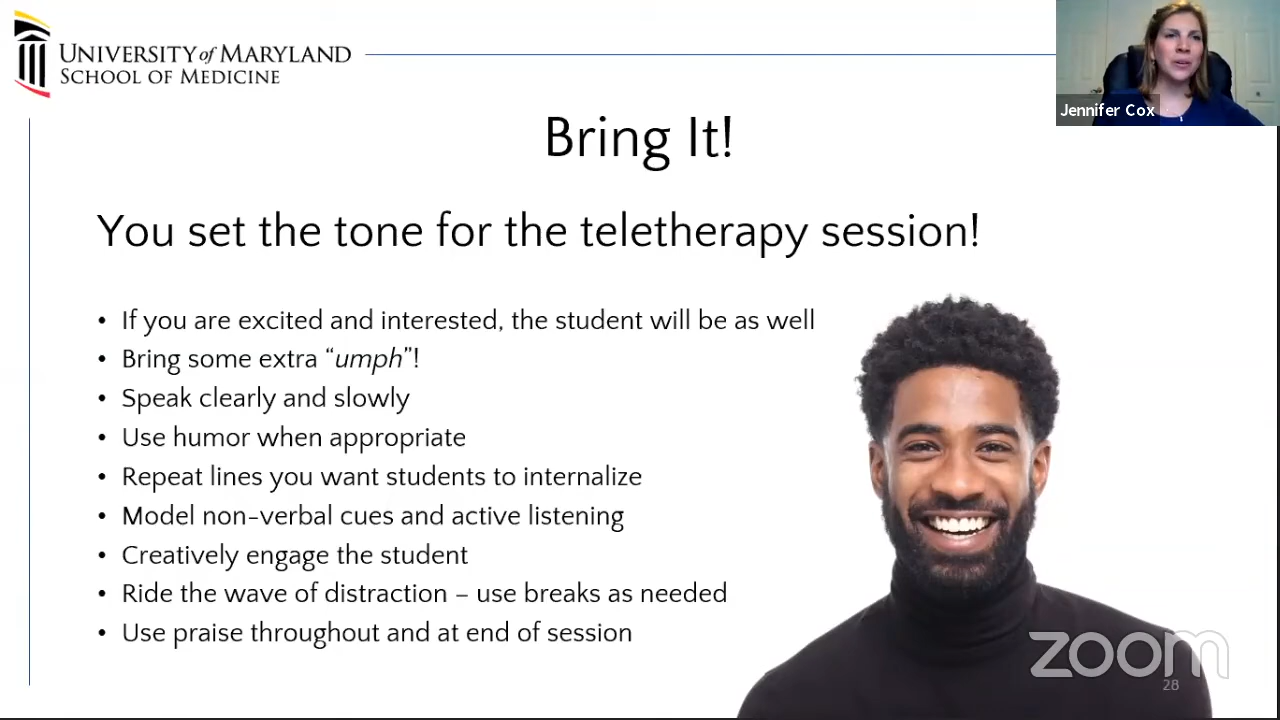 UNIVERSITY of MARYLAND
SCHOOL OF MEDICINE
Jennifer Cox
Bring It!
You set the tone for the teletherapy session!
• If you are excited and interested, the student will be as well
• Bring some extra “umph”!
• Speak clearly and slowly
• Use humor when appropriate
• Repeat lines you want students to internalize
• Model non-verbal cues and active listening
• Creatively engage the student
• Ride the wave of distraction – use breaks as needed
• Use praise throughout and at end of session
zoom
28